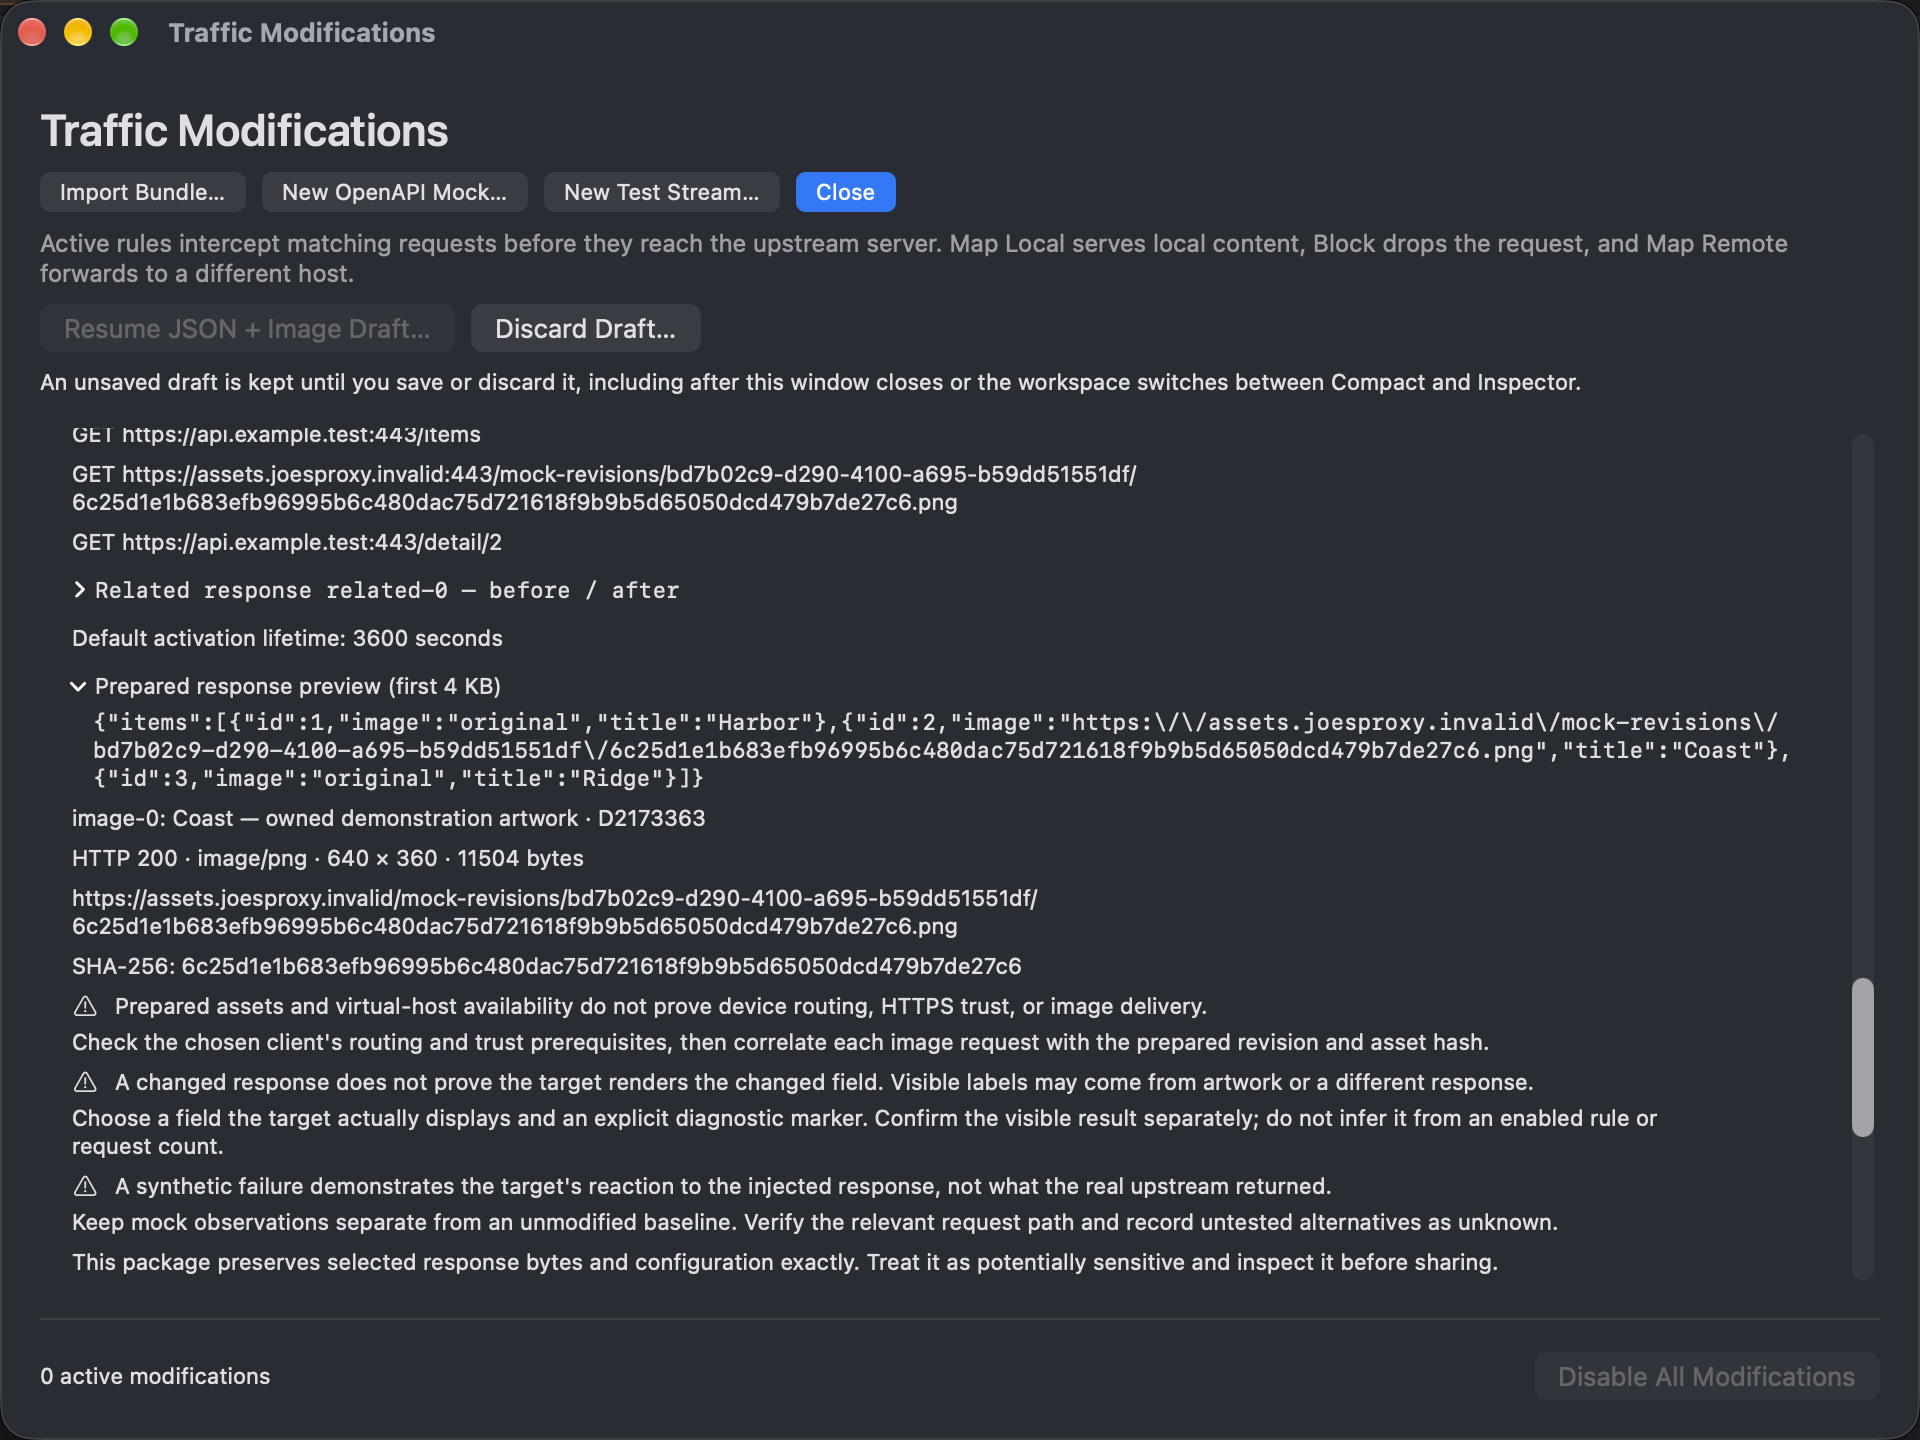 Traffic Modifications
Traffic Modifications
Import Bundle...
New OpenAPI Mock...
New Test Stream...
Close
Active rules intercept matching requests before they reach the upstream server. Map Local serves local content, Block drops the request, and Map Remote
forwards to a different host.
Resume JSON + Image Draft...
Discard Draft...
An unsaved draft is kept until you save or discard it, including after this window closes or the workspace switches between Compact and Inspector.
GET https://api.example.test:443/items
GET https://assets.joesproxy.invalid:443/mock-revisions/bd7b02c9-d290-4100-a695-b59dd51551df/
6c25d1e1b683efb96995b6c480dac75d721618f9b9b5d65050dcd479b7de27c6.png
GET https://api.example.test:443/detail/2
Related response related-0 — before / after
Default activation lifetime: 3600 seconds
Prepared response preview (first 4 KB)
{"items":[{"id":1,"image":"original","title":"Harbor"},{"id":2,"image":"https:\/\/assets.joesproxy.invalid\/mock-revisions\/
bd7b02c9-d290-4100-a695-b59dd51551df\/6c25d1e1b683efb96995b6c480dac75d721618f9b9b5d65050dcd479b7de27c6.png","title":"Coast"},
{"id":3,"image":"original","title":"Ridge"}]}
image-0: Coast — owned demonstration artwork · D2173363
HTTP 200 · image/png · 640 × 360 · 11504 bytes
https://assets.joesproxy.invalid/mock-revisions/bd7b02c9-d290-4100-a695-b59dd51551df/
6c25d1e1b683efb96995b6c480dac75d721618f9b9b5d65050dcd479b7de27c6.png
SHA-256: 6c25d1e1b683efb96995b6c480dac75d721618f9b9b5d65050dcd479b7de27c6
Prepared assets and virtual-host availability do not prove device routing, HTTPS trust, or image delivery.
Check the chosen client's routing and trust prerequisites, then correlate each image request with the prepared revision and asset hash.
A changed response does not prove the target renders the changed field. Visible labels may come from artwork or a different response.
Choose a field the target actually displays and an explicit diagnostic marker. Confirm the visible result separately; do not infer it from an enabled rule or
request count.
A synthetic failure demonstrates the target's reaction to the injected response, not what the real upstream returned.
Keep mock observations separate from an unmodified baseline. Verify the relevant request path and record untested alternatives as unknown.
This package preserves selected response bytes and configuration exactly. Treat it as potentially sensitive and inspect it before sharing.
0 active modifications
Disable All Modifications